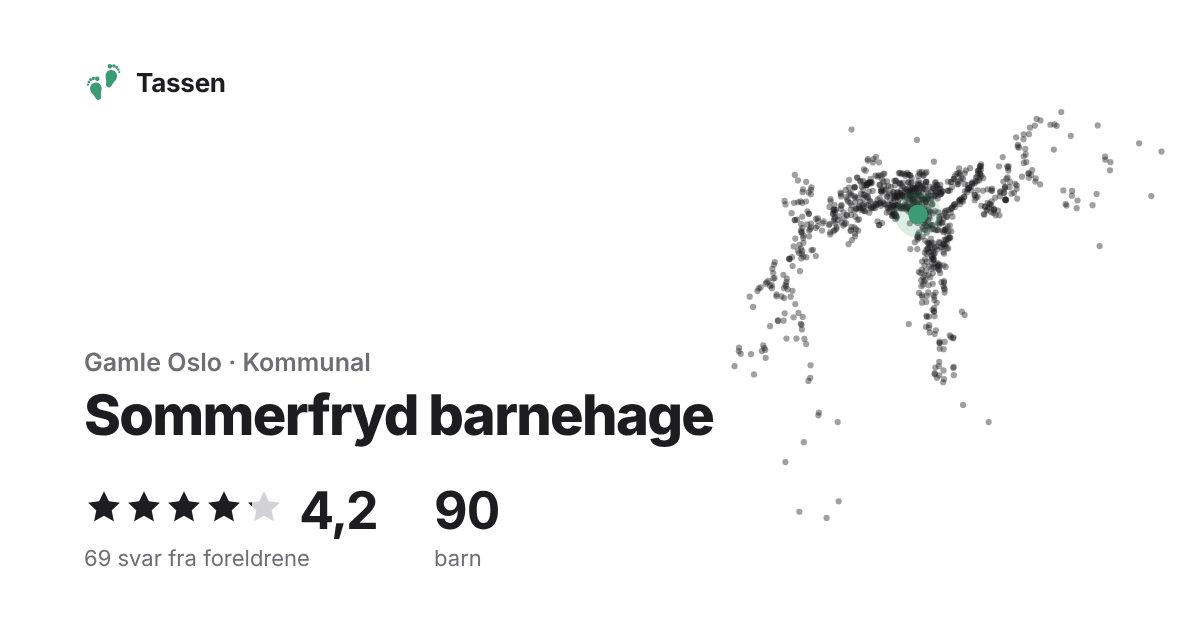 Tassen
Gamle Oslo · Kommunal
Sommerfryd barnehage
4,2
90
69 svar fra foreldrene
barn